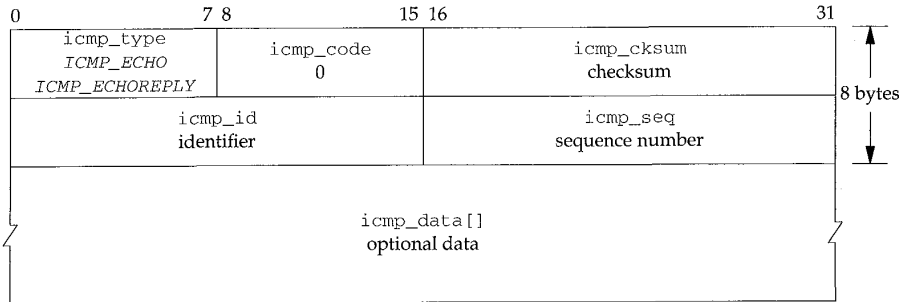 0 7 8 15 16 31
icmp_type
ICMP_ECHO
ICMP_ECHOREPLY
icmp_code
0
icmp_cksum
checksum
8 bytes
icmp_id
identifier
icmp_seq
sequence number
icmp_data[]
optional data